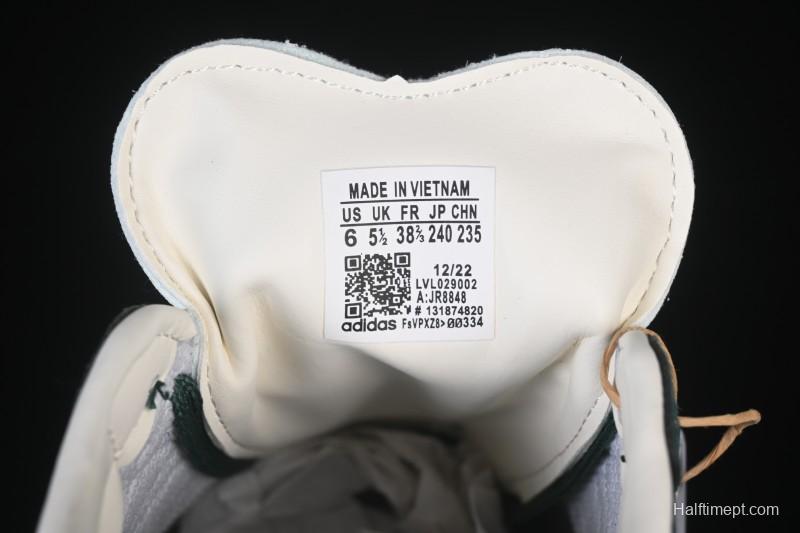 MADE IN VIETNAM
US UK FR JP CHN
6 5½ 38⅔ 240 235
12/22
LVL029002
A:JR8848
# 131874820
adidas FsVPXZ8>00334
Halftimept.com